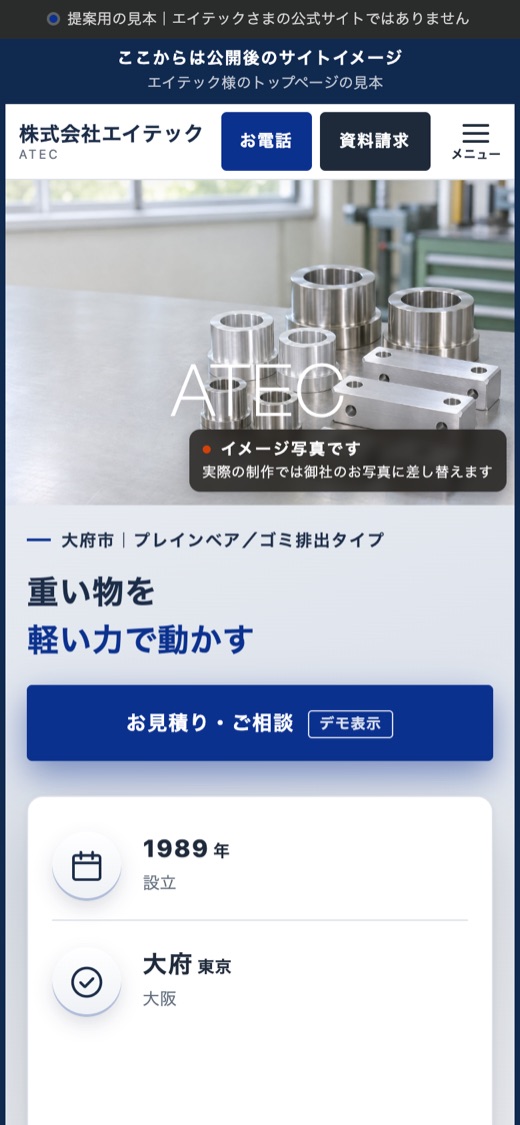 提案用の見本｜エイテックさまの公式サイトではありません
ここからは公開後のサイトイメージ
エイテック様のトップページの見本
株式会社エイテック
ATEC
お電話
資料請求
メニュー
ATEC
イメージ写真です
実際の制作では御社のお写真に差し替えます
大府市｜プレインベア／ゴミ排出タイプ
重い物を
軽い力で動かす
お見積り・ご相談 デモ表示
1989 年
設立
大府 東京
大阪